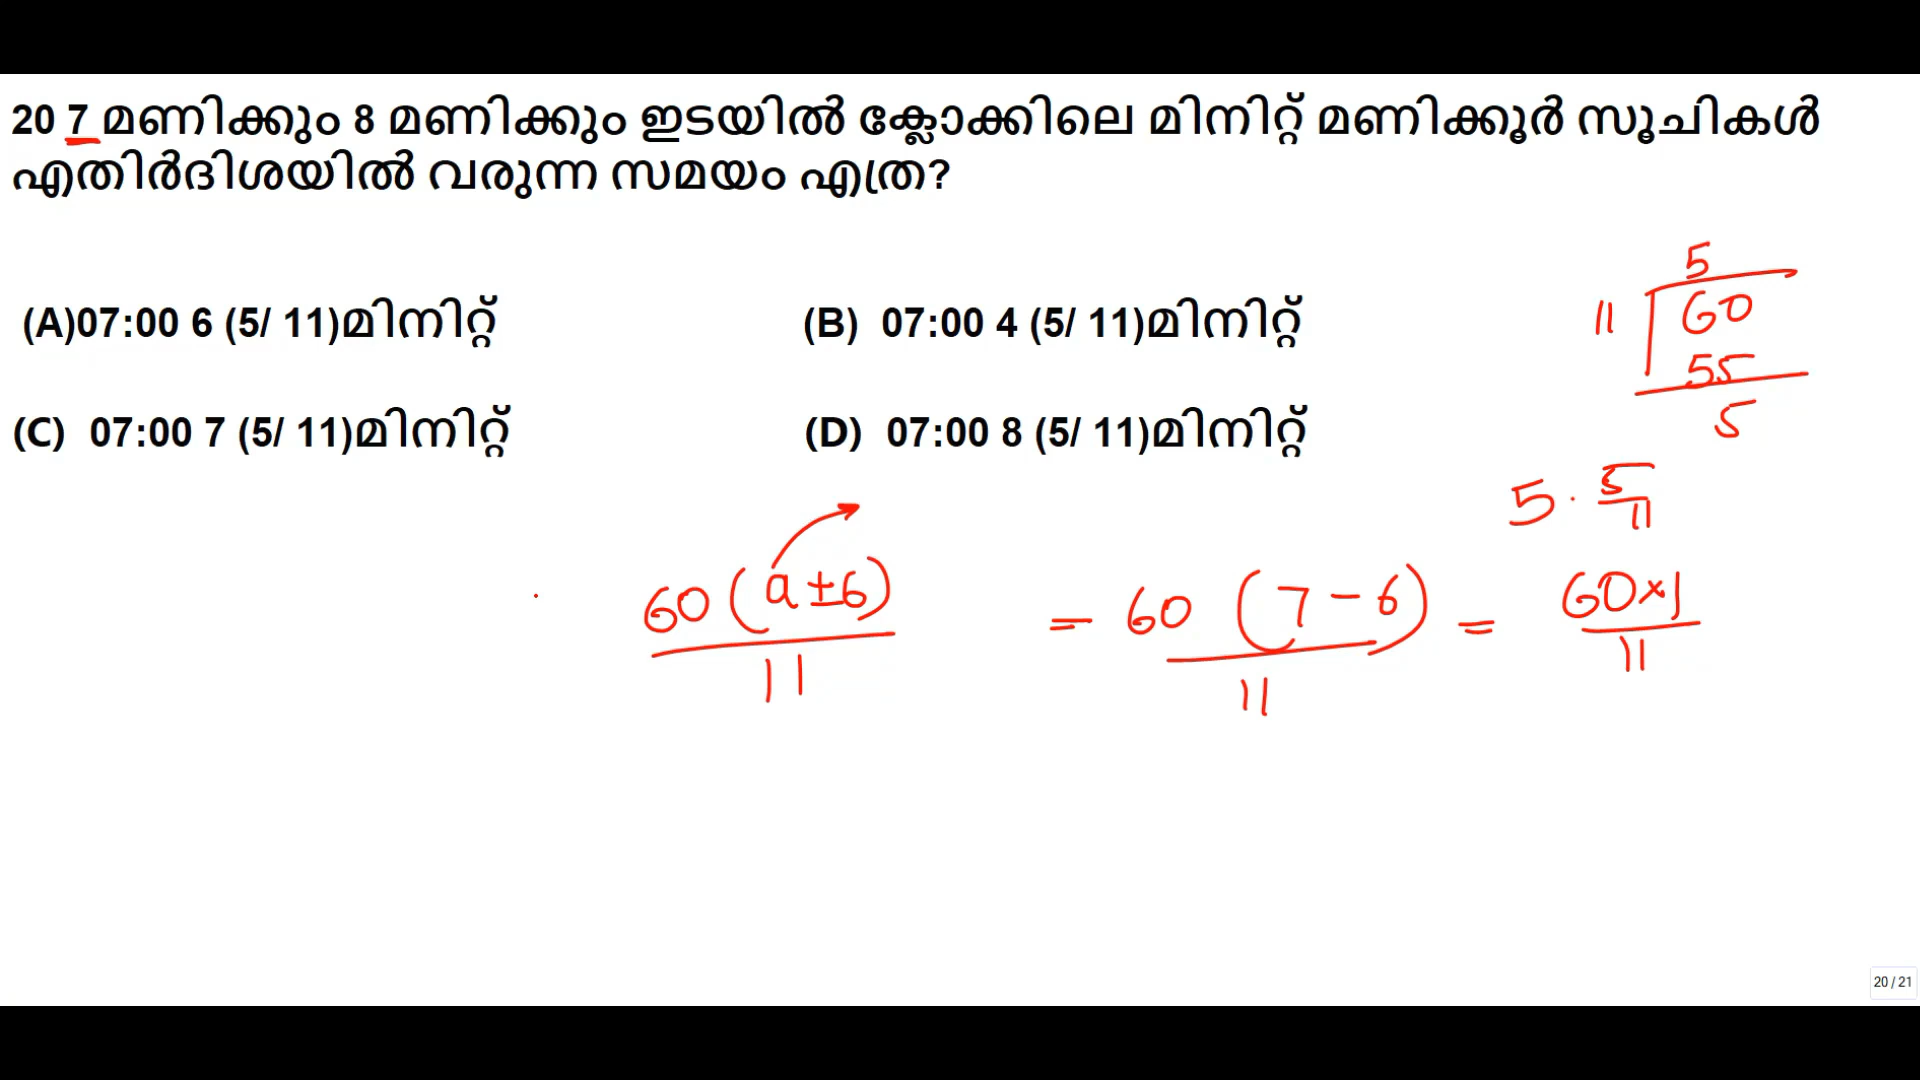 20 7 മണിക്കും 8 മണിക്കും ഇടയിൽ ക്ലോക്കിലെ മിനിറ്റ് മണിക്കൂർ സൂചികൾ
എതിർദിശയിൽ വരുന്ന സമയം എത്ര?
(A)07:00 6 (5/ 11)മിനിറ്റ് (B) 07:00 4 (5/ 11)മിനിറ്റ്
(C) 07:00 7 (5/ 11)മിനിറ്റ് (D) 07:00 8 (5/ 11)മിനിറ്റ്
5
11 60
55
5
5 . 5/11
60 (a ± 6) / 11 = 60 (7 - 6) / 11 = 60 × 1 / 11
20 / 21